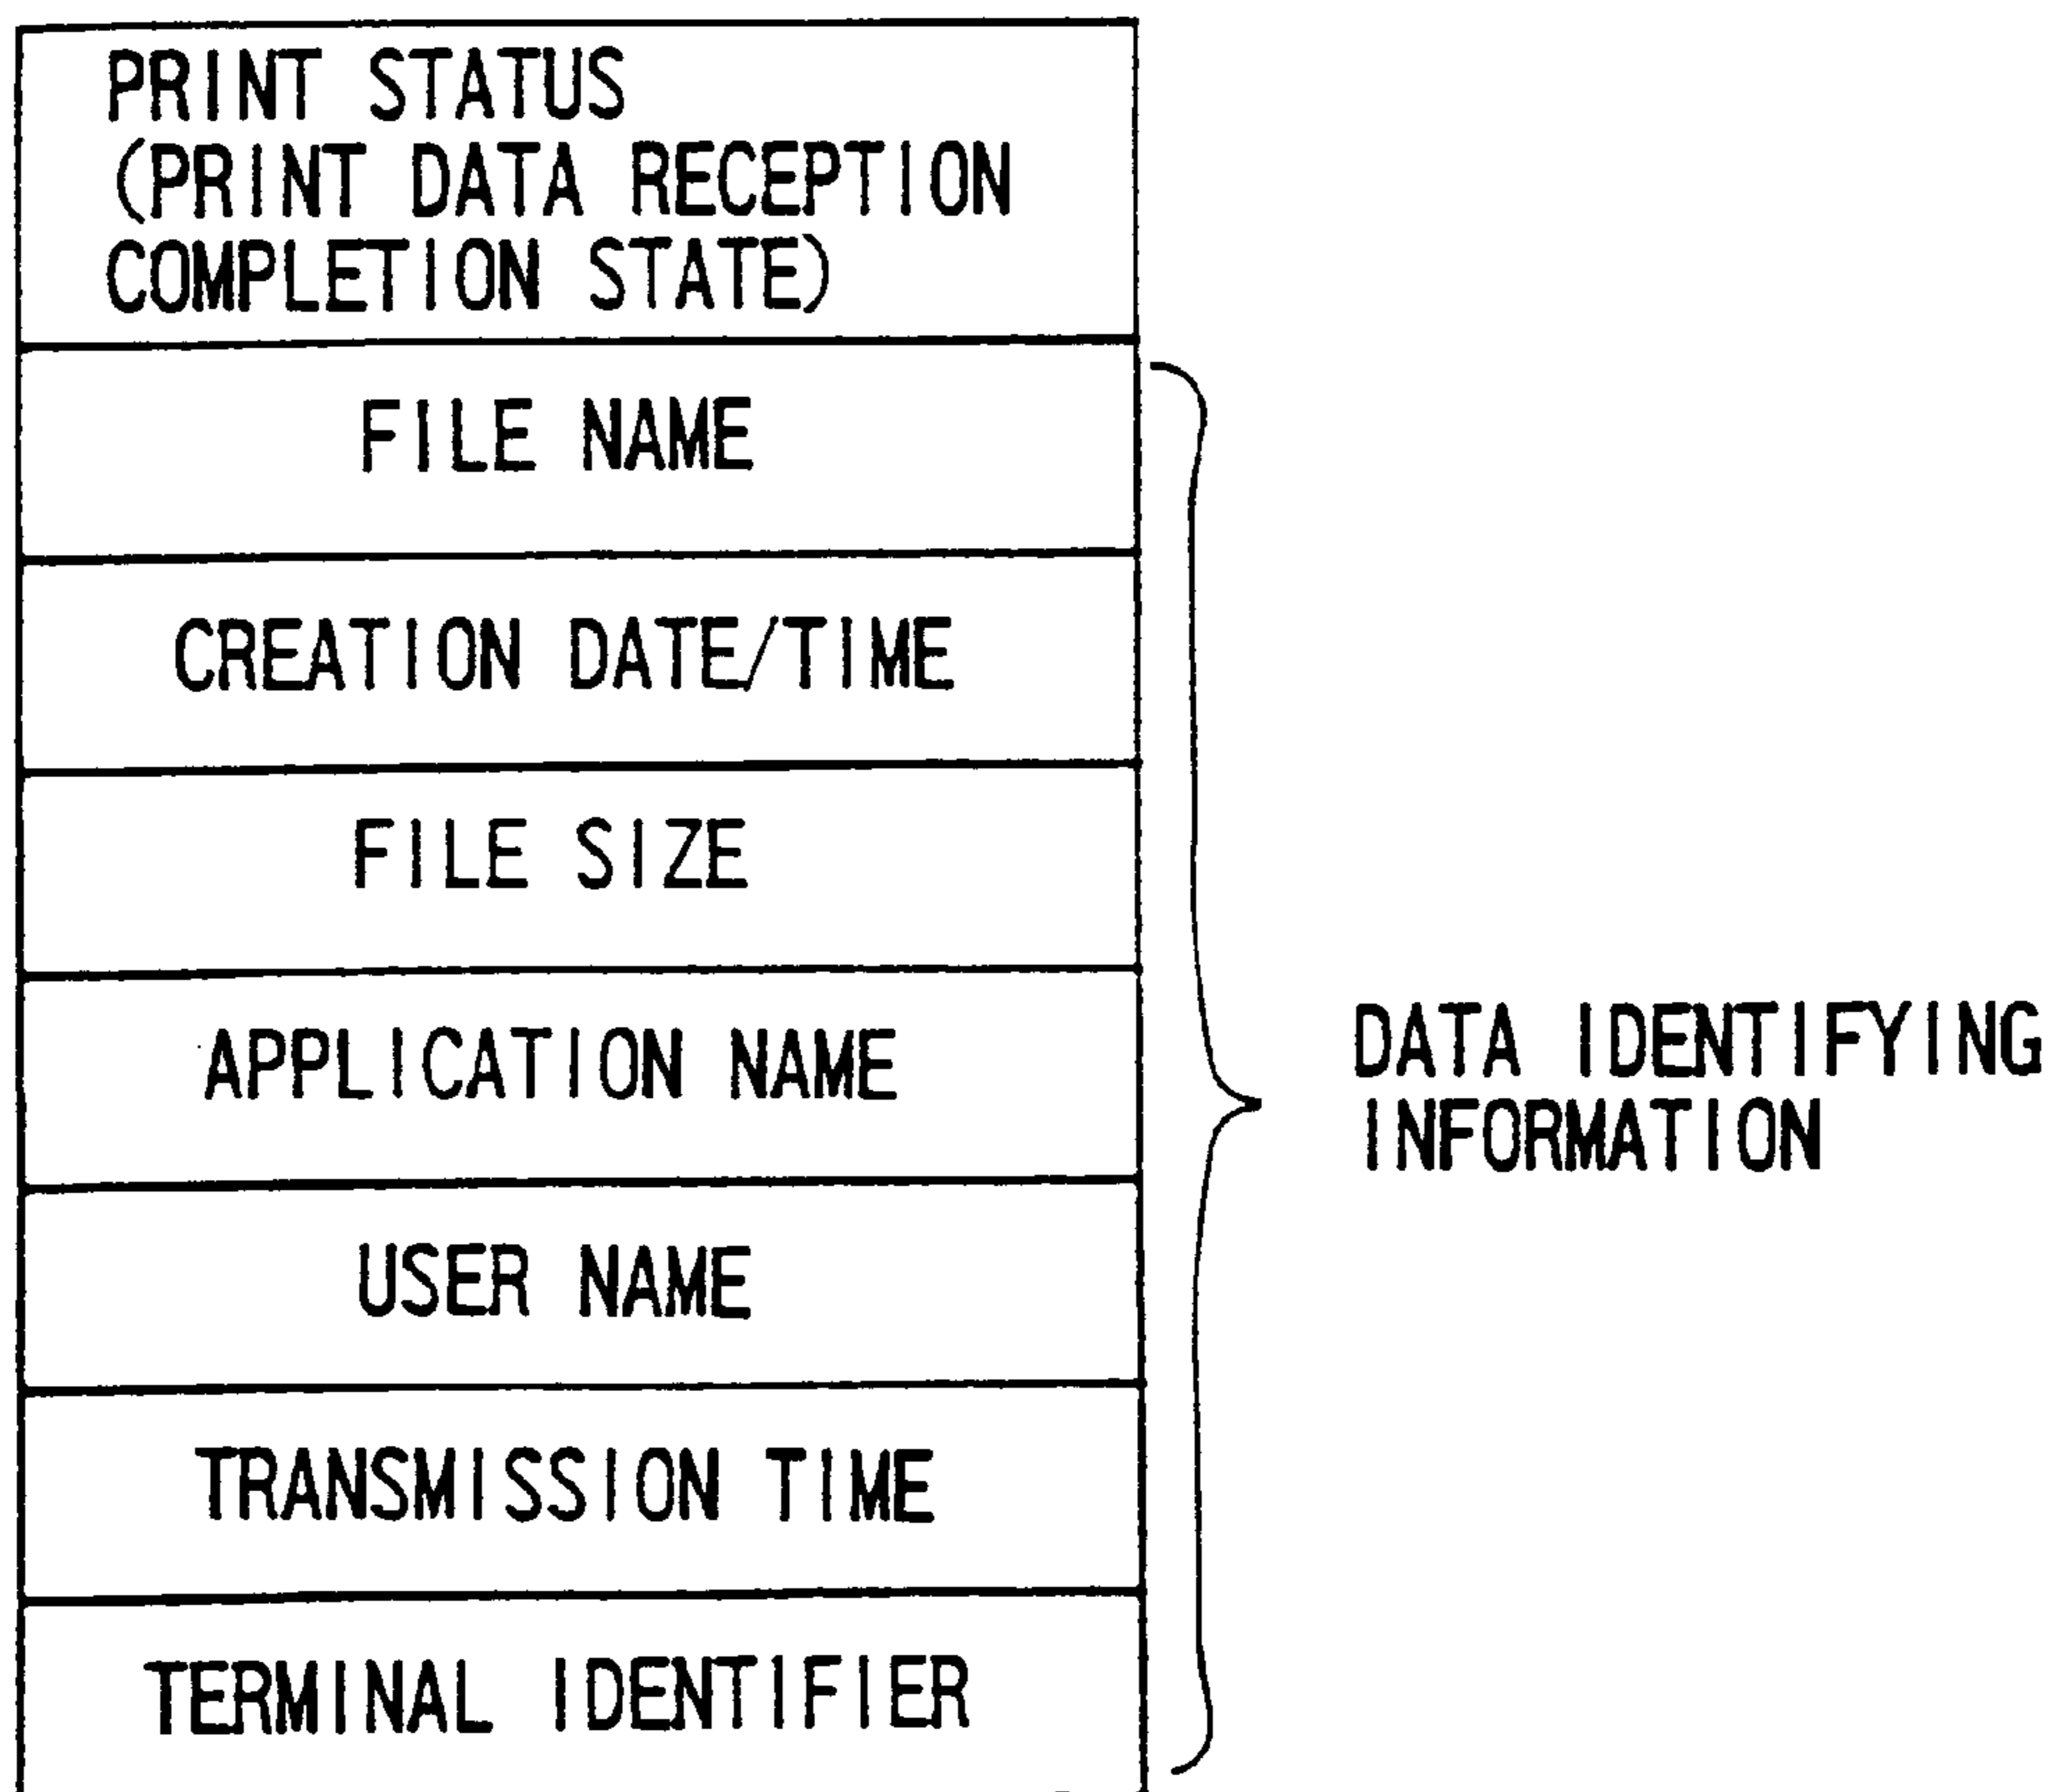 PRINT STATUS
(PRINT DATA RECEPTION
COMPLETION STATE)
FILE NAME
CREATION DATE/TIME
FILE SIZE
APPLICATION NAME
USER NAME
TRANSMISSION TIME
TERMINAL IDENTIFIER
DATA IDENTIFYING
INFORMATION